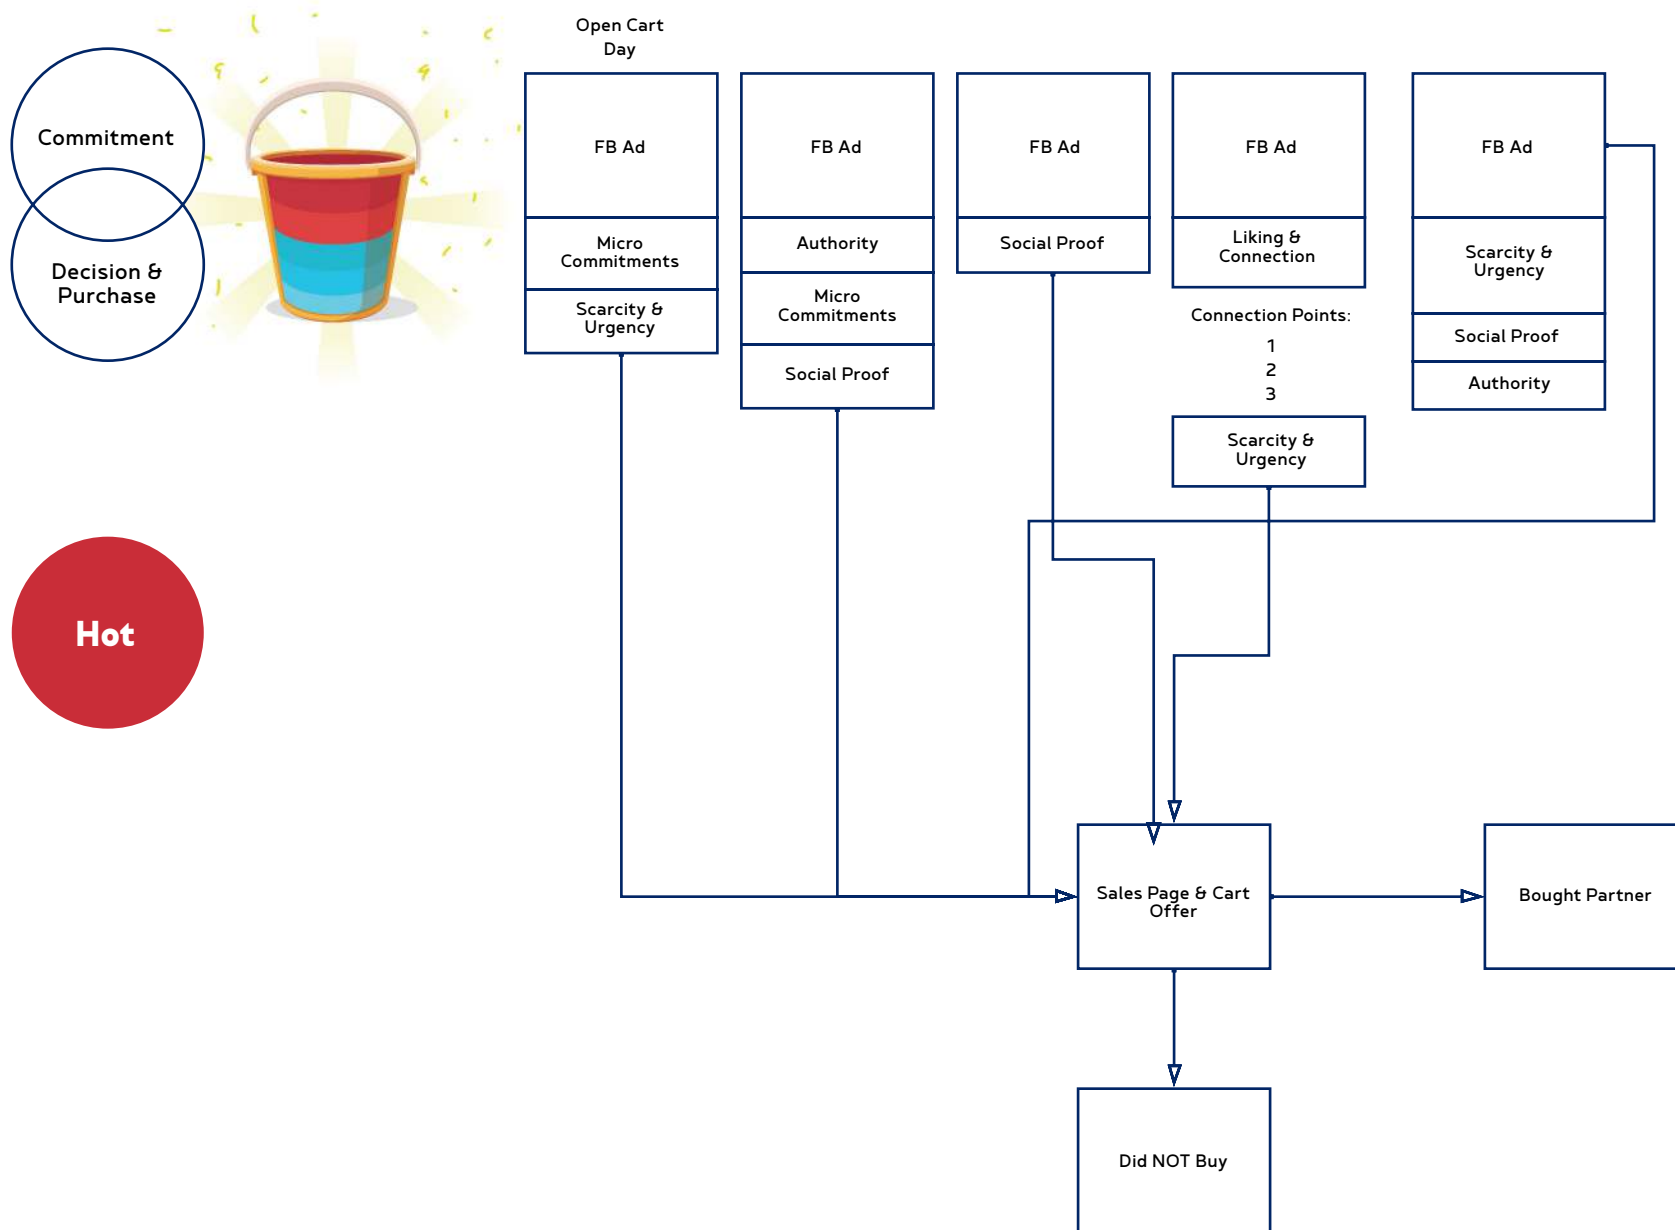 Open Cart
Day
Commitment
Decision &
Purchase
FB Ad
Micro
Commitments
Scarcity &
Urgency
FB Ad
Authority
Micro
Commitments
Social Proof
FB Ad
Social Proof
FB Ad
Liking &
Connection
Connection Points:
1
2
3
Scarcity &
Urgency
FB Ad
Scarcity &
Urgency
Social Proof
Authority
Hot
Sales Page & Cart
Offer
Bought Partner
Did NOT Buy